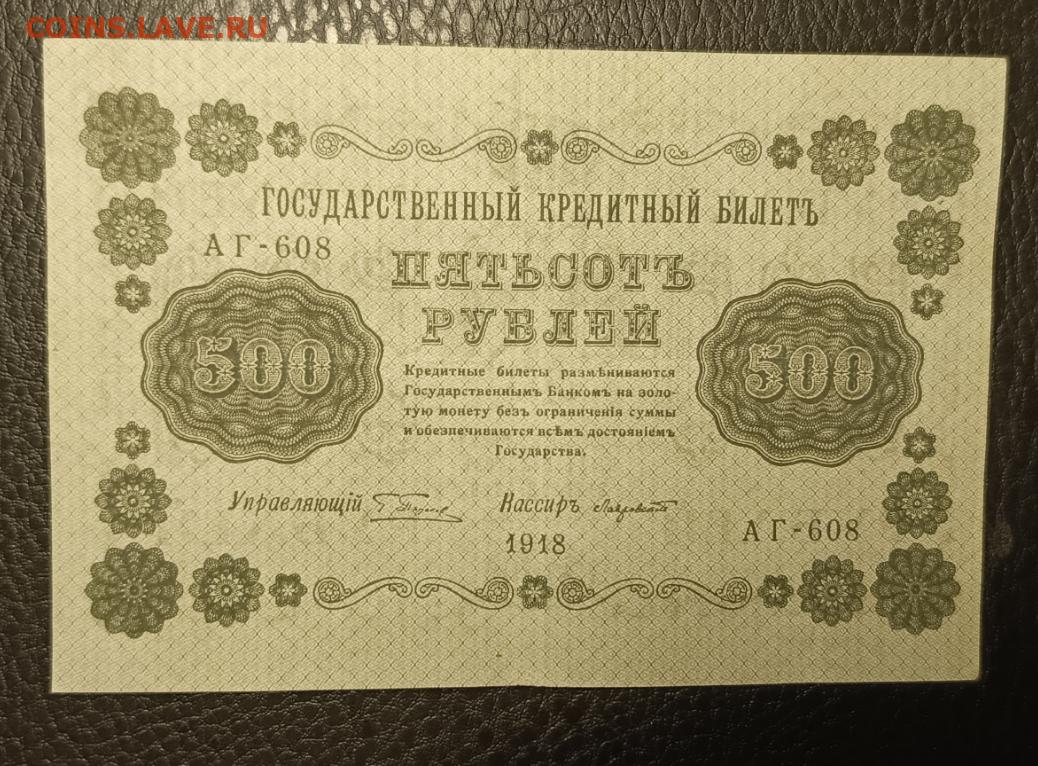 COINS.LAVE.RU
ГОСУДАРСТВЕННЫЙ КРЕДИТНЫЙ БИЛЕТЪ
АГ-608
ПЯТЬСОТЪ
РУБЛЕЙ
500
500
Кредитные билеты размѣниваются
Государственнымъ Банкомъ на золо-
тую монету безъ ограниченія суммы
и обезпечиваются всѣмъ достояніемъ
Государства.
Управляющій Кассиръ
1918
АГ-608